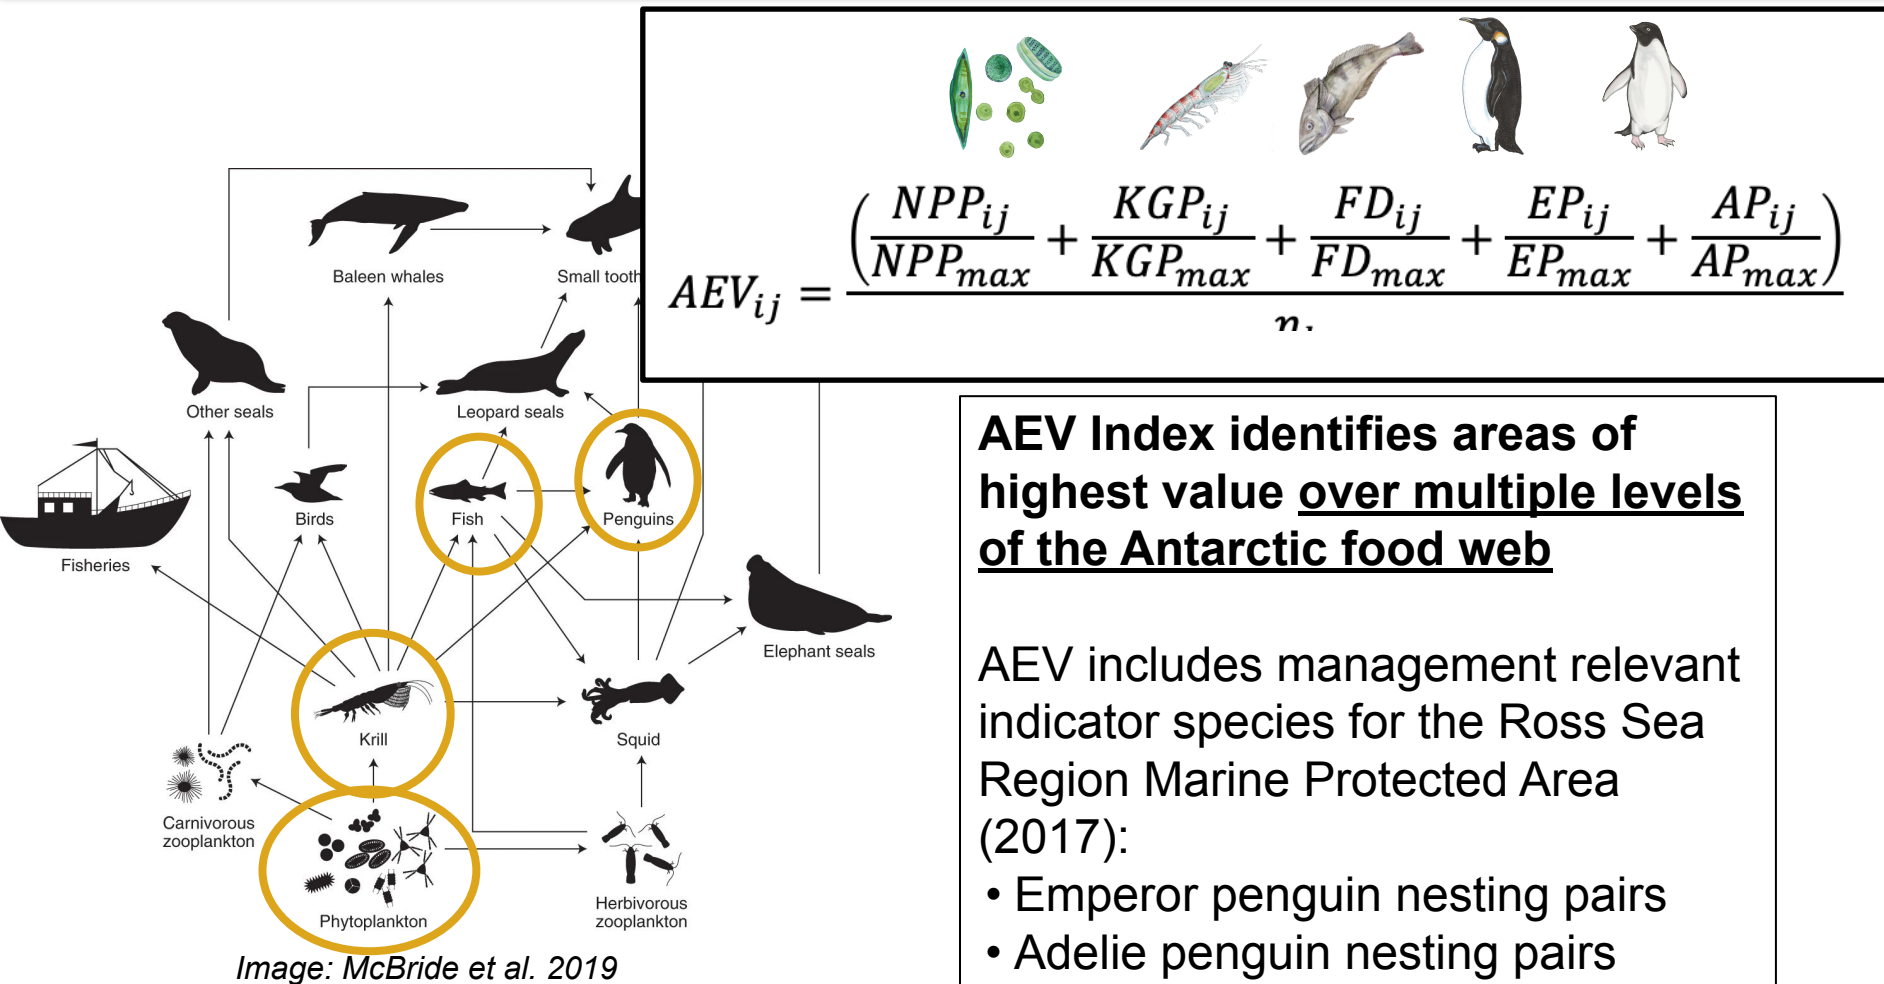 AEV_ij = (NPP_ij/NPP_max + KGP_ij/KGP_max + FD_ij/FD_max + EP_ij/EP_max + AP_ij/AP_max)
Baleen whales
Small tooth
Other seals
Leopard seals
Birds
Fish
Penguins
Fisheries
Elephant seals
Krill
Squid
Carnivorous
zooplankton
Phytoplankton
Herbivorous
zooplankton
Image: McBride et al. 2019
AEV Index identifies areas of
highest value over multiple levels
of the Antarctic food web
AEV includes management relevant
indicator species for the Ross Sea
Region Marine Protected Area
(2017):
• Emperor penguin nesting pairs
• Adelie penguin nesting pairs